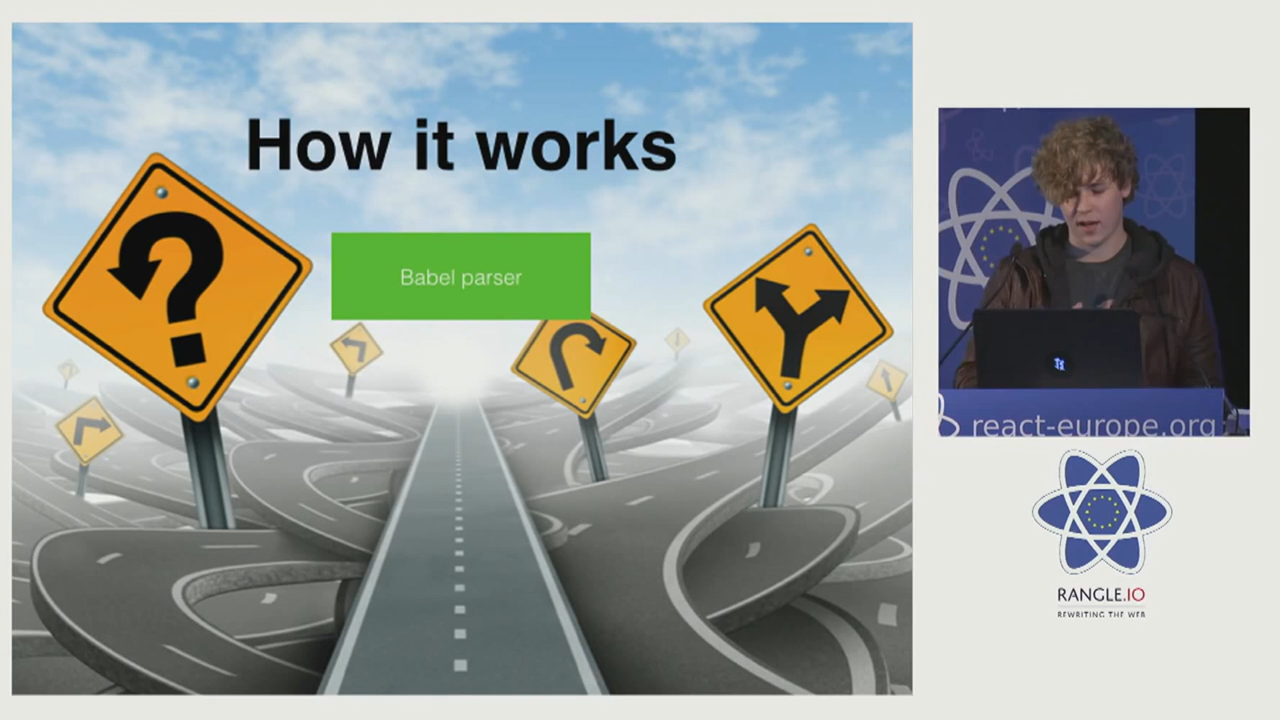 How it works
Babel parser
react-europe.org
RANGLE.IO
REWRITING THE WEB